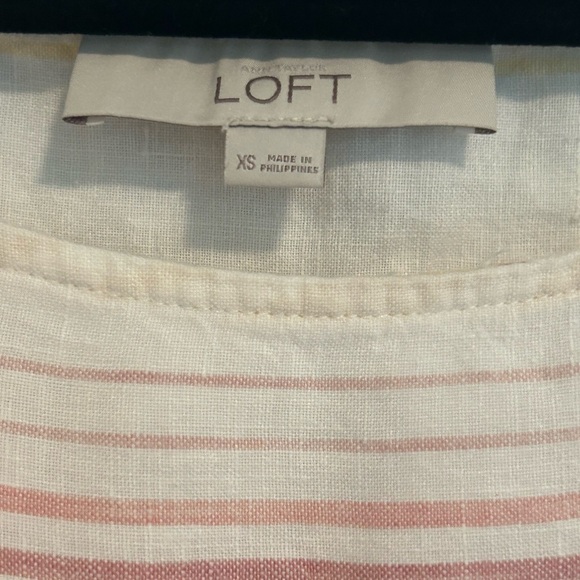 ANN TAYLOR
LOFT
XS MADE IN
PHILIPPINES